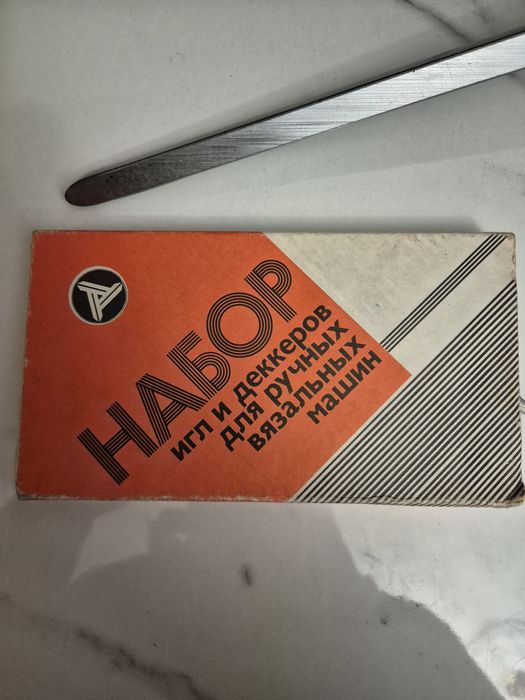 НАБОР
игл и деккеров
для ручных
вязальных
машин